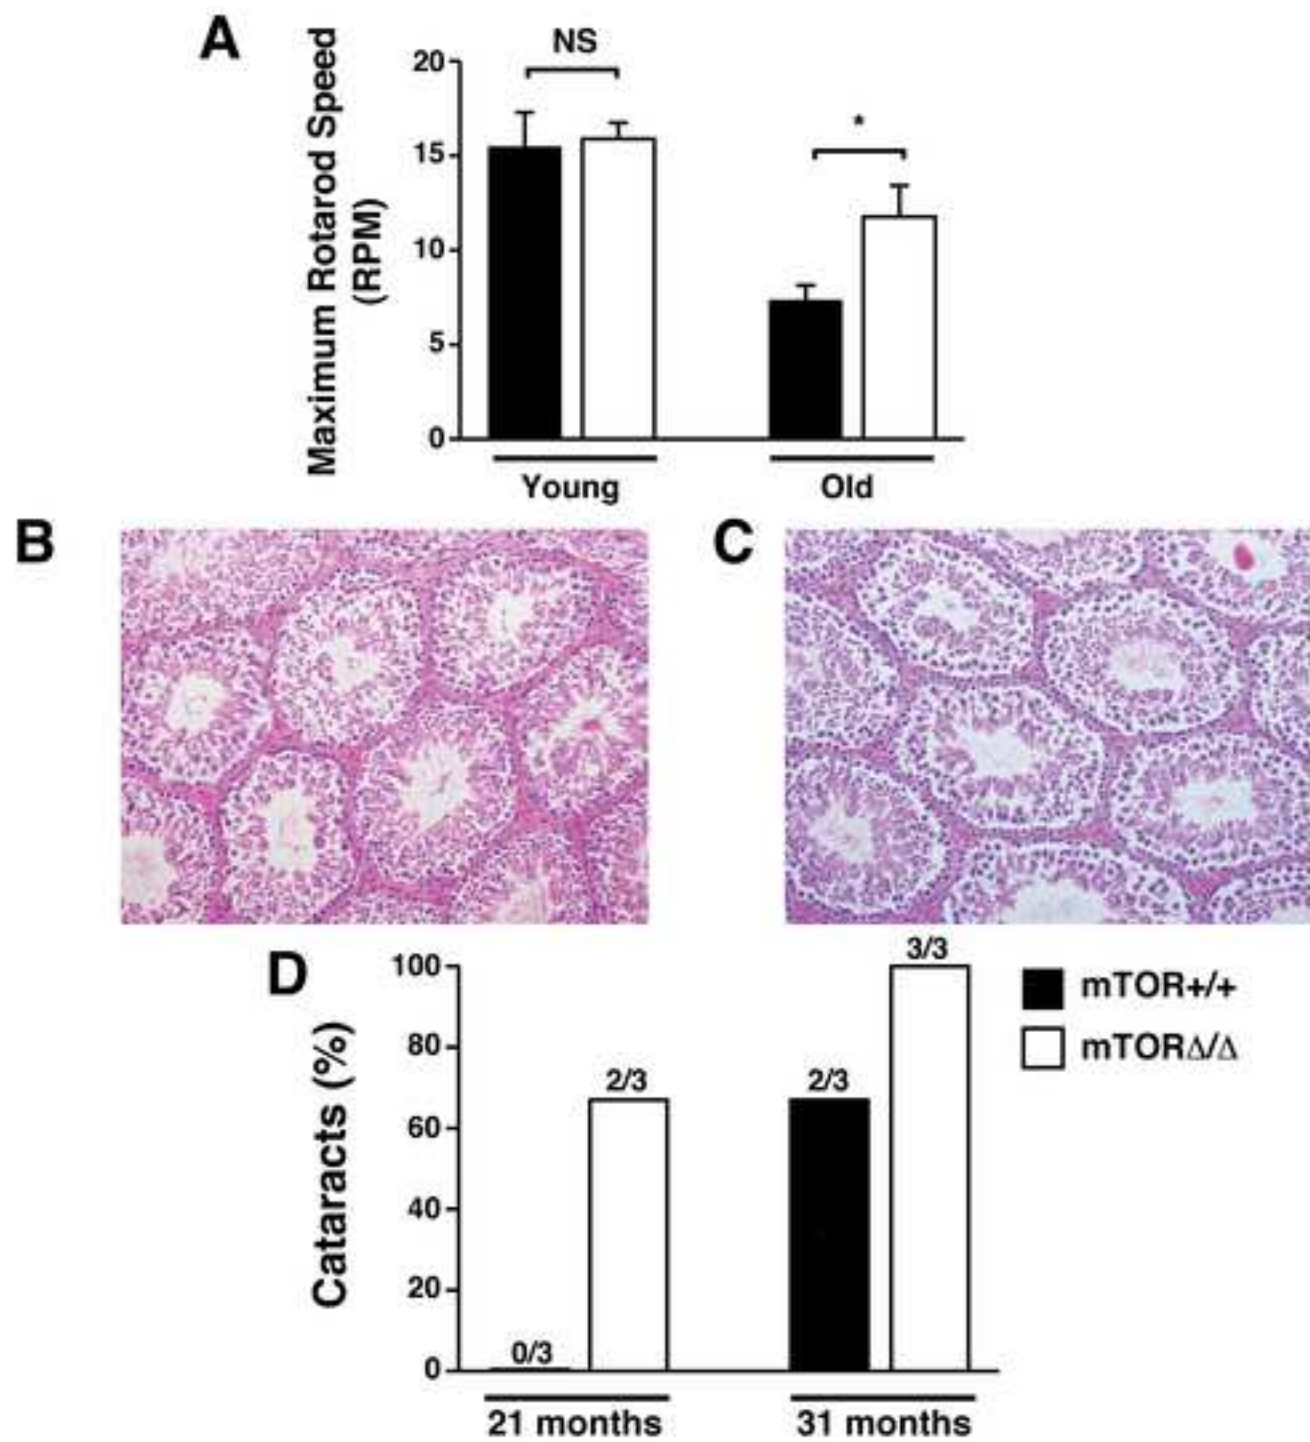 A
Maximum Rotarod Speed
(RPM)
20
15
10
5
0
NS
*
Young
Old
B
C
D
Cataracts (%)
100
80
60
40
20
0
0/3
2/3
2/3
3/3
21 months
31 months
mTOR+/+
mTORΔ/Δ